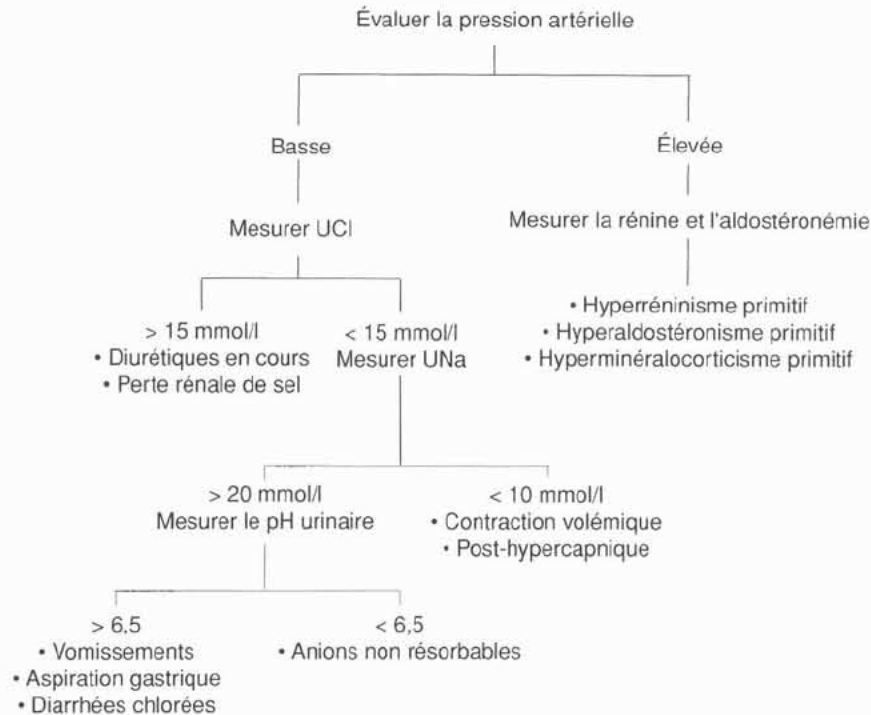 Évaluer la pression artérielle
Basse
Élevée
Mesurer UCl
Mesurer la rénine et l'aldostéronémie
> 15 mmol/l
• Diurétiques en cours
• Perte rénale de sel
< 15 mmol/l
Mesurer UNa
• Hyperréninisme primitif
• Hyperaldostéronisme primitif
• Hyperminéralocorticisme primitif
> 20 mmol/l
Mesurer le pH urinaire
< 10 mmol/l
• Contraction volémique
• Post-hypercapnique
> 6,5
• Vomissements
• Aspiration gastrique
• Diarrhées chlorées
< 6,5
• Anions non résorbables